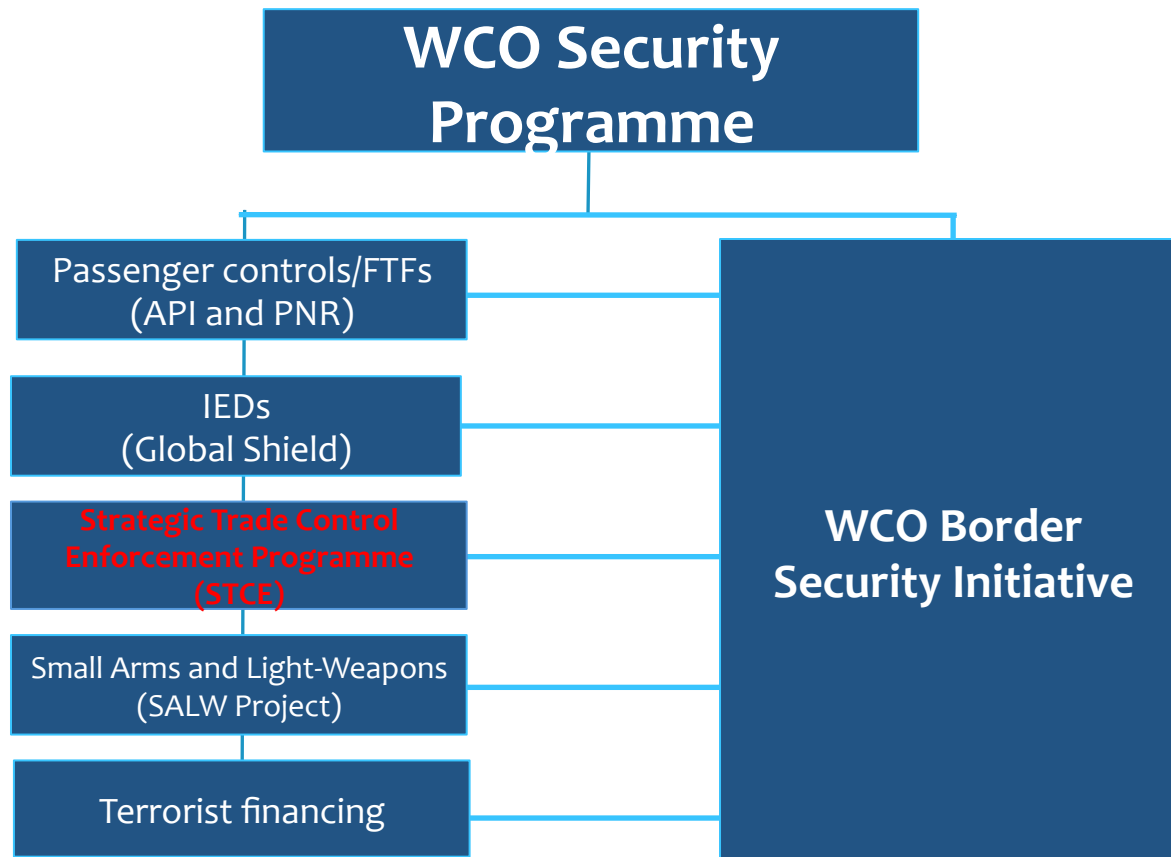 WCO Security
Programme
Passenger controls/FTFs
(API and PNR)
IEDs
(Global Shield)
Strategic Trade Control
Enforcement Programme
(STCE)
Small Arms and Light-Weapons
(SALW Project)
Terrorist financing
WCO Border
Security Initiative